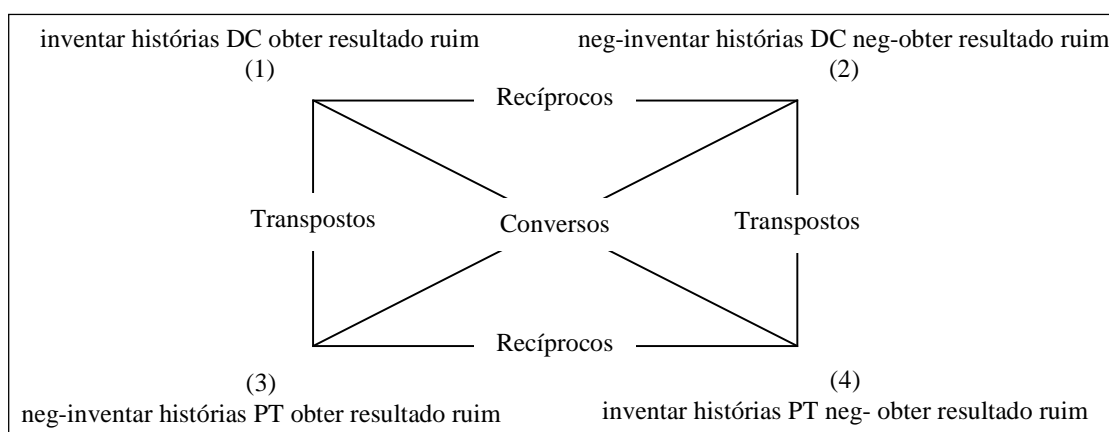 inventar histórias DC obter resultado ruim
neg-inventar histórias DC neg-obter resultado ruim
(1)
(2)
Recíprocos
Transpostos
Conversos
Transpostos
Recíprocos
(3)
(4)
neg-inventar histórias PT obter resultado ruim
inventar histórias PT neg- obter resultado ruim